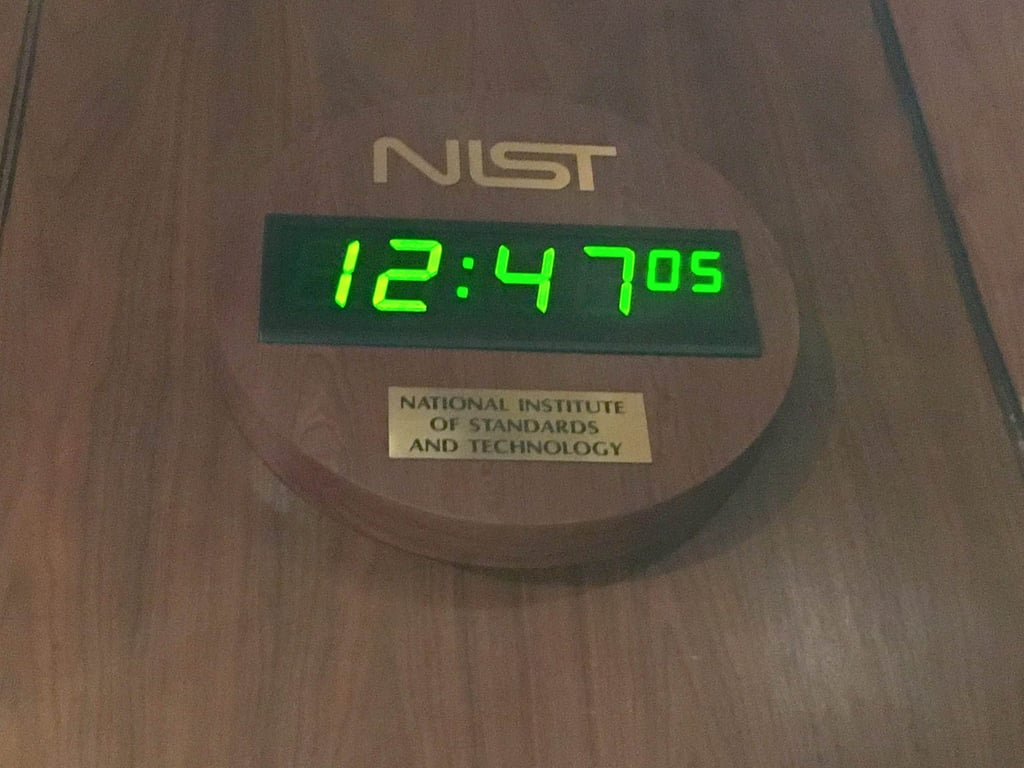 NIST
12:47 05
NATIONAL INSTITUTE
OF STANDARDS
AND TECHNOLOGY